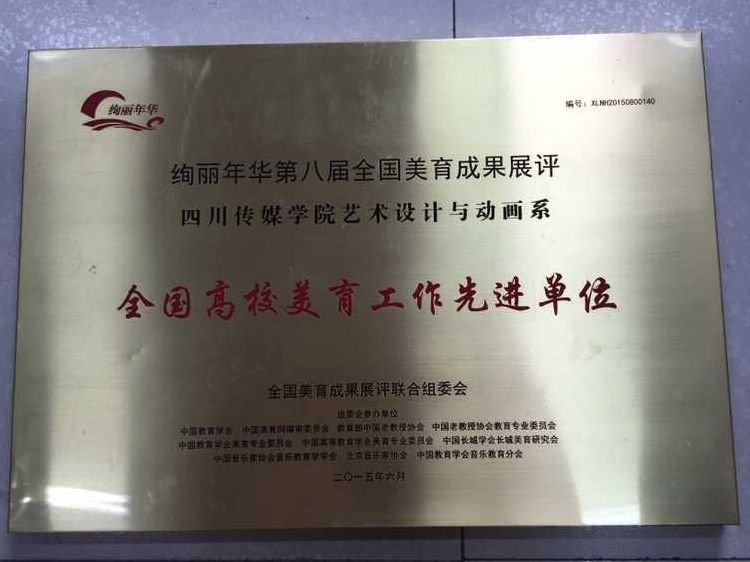 绚丽年华
编号：XLNH20150800140
绚丽年华第八届全国美育成果展评
四川传媒学院艺术设计与动画系
全国高校美育工作先进单位
全国美育成果展评联合组委会
组委会参办单位
中国教育学会 中国美育网编审委员会 教育部中国老教授协会 中国老教授协会教育专业委员会
中国教育学会美育专业委员会 中国高等教育学会美育专业委员会 中国长城学会长城美育研究会
中国音乐家协会音乐教育学学会 北京音乐家协会 中国教育学会音乐教育分会
二〇一五年六月